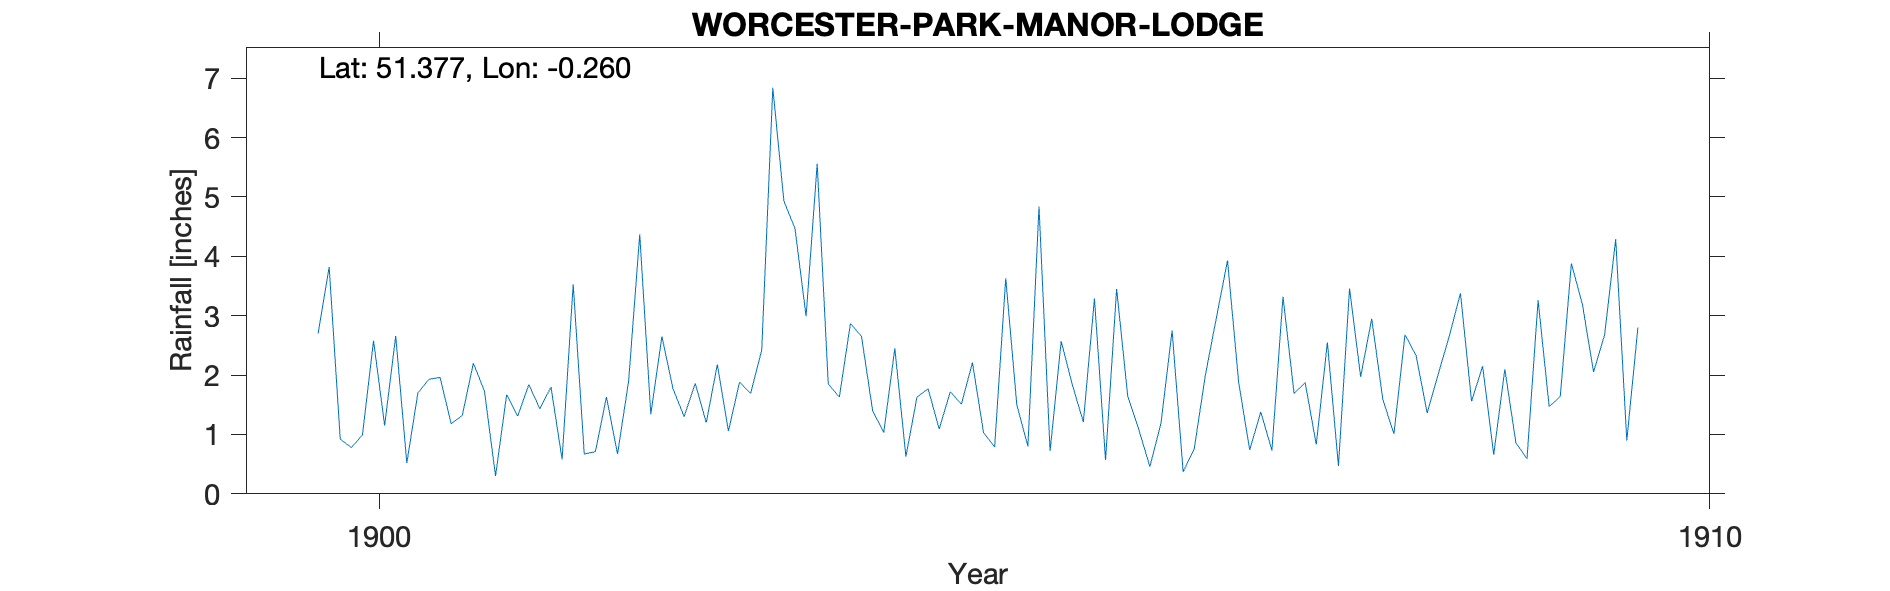 WORCESTER-PARK-MANOR-LODGE
Lat: 51.377, Lon: -0.260
7
6
5
4
3
2
1
0
Rainfall [inches]
1900
1910
Year